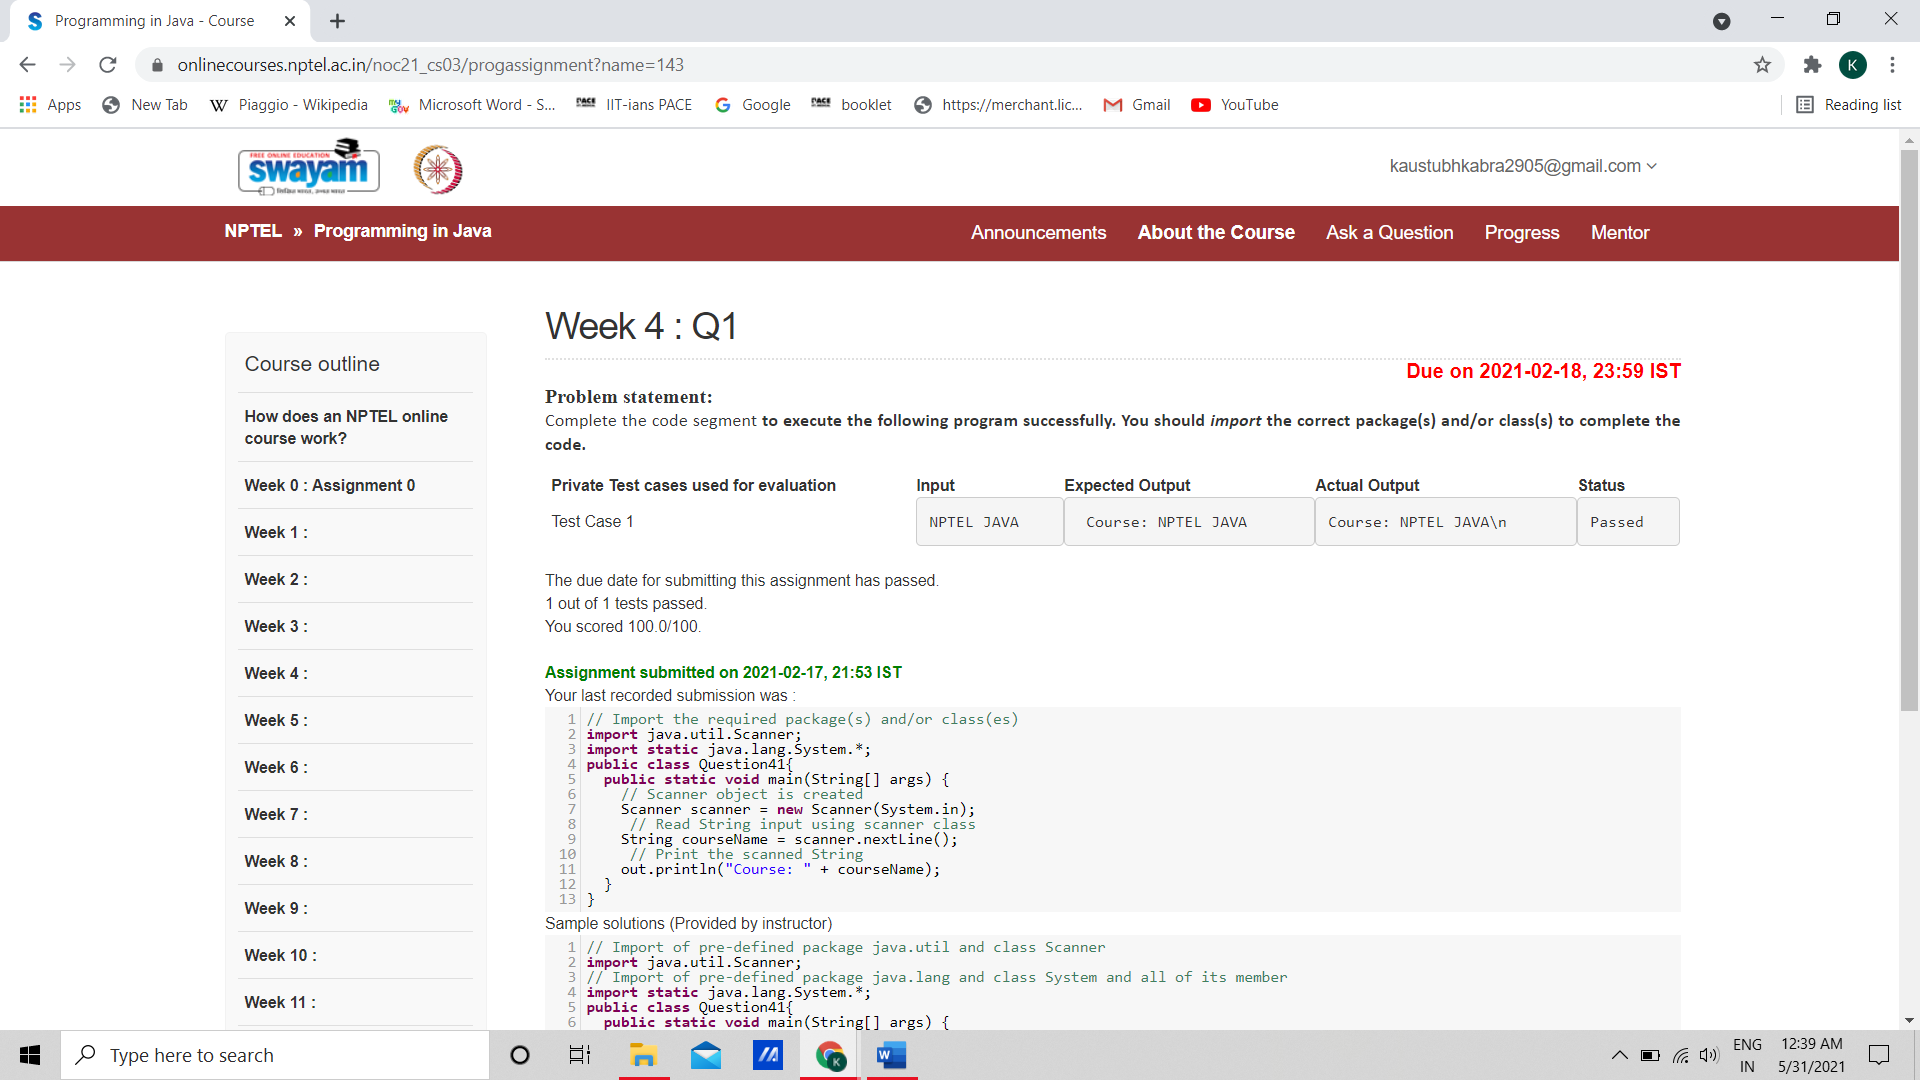 Programming in Java - Course
onlinecourses.nptel.ac.in/noc21_cs03/progassignment?name=143
K
Apps New Tab Piaggio - Wikipedia Microsoft Word - S... IIT-ians PACE Google booklet https://merchant.lic... Gmail YouTube Reading list
FREE ONLINE EDUCATION
swayam
kaustubhkabra2905@gmail.com
NPTEL » Programming in Java
Announcements About the Course Ask a Question Progress Mentor
Course outline
How does an NPTEL online
course work?
Week 0 : Assignment 0
Week 1 :
Week 2 :
Week 3 :
Week 4 :
Week 5 :
Week 6 :
Week 7 :
Week 8 :
Week 9 :
Week 10 :
Week 11 :
Week 4 : Q1
Due on 2021-02-18, 23:59 IST
Problem statement:
Complete the code segment to execute the following program successfully. You should import the correct package(s) and/or class(s) to complete the
code.
Private Test cases used for evaluation Input Expected Output Actual Output Status
Test Case 1 NPTEL JAVA Course: NPTEL JAVA Course: NPTEL JAVA\n Passed
The due date for submitting this assignment has passed.
1 out of 1 tests passed.
You scored 100.0/100.
Assignment submitted on 2021-02-17, 21:53 IST
Your last recorded submission was :
1 // Import the required package(s) and/or class(es)
2 import java.util.Scanner;
3 import static java.lang.System.*;
4 public class Question41{
5 public static void main(String[] args) {
6 // Scanner object is created
7 Scanner scanner = new Scanner(System.in);
8 // Read String input using scanner class
9 String courseName = scanner.nextLine();
10 // Print the scanned String
11 out.println("Course: " + courseName);
12 }
13 }
Sample solutions (Provided by instructor)
1 // Import of pre-defined package java.util and class Scanner
2 import java.util.Scanner;
3 // Import of pre-defined package java.lang and class System and all of its member
4 import static java.lang.System.*;
5 public class Question41{
6 public static void main(String[] args) {
Type here to search
ENG
IN
12:39 AM
5/31/2021